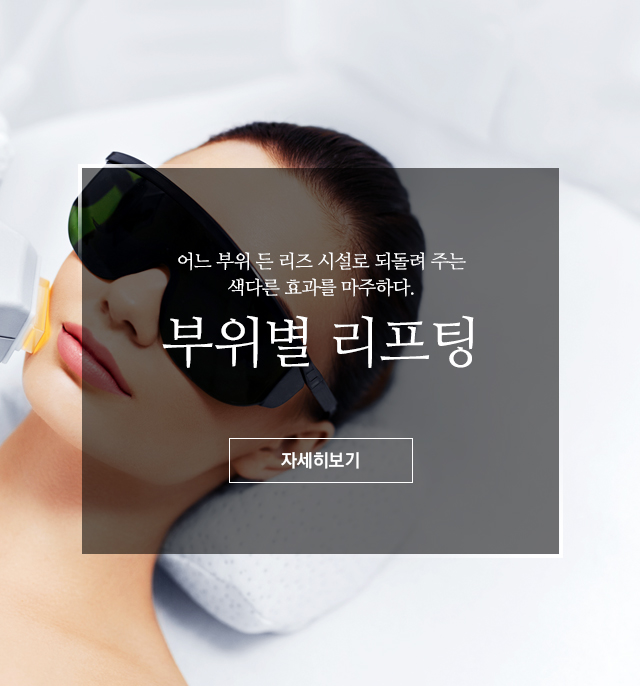 어느 부위 든 리즈 시설로 되돌려 주는
색다른 효과를 마주하다.
부위별 리프팅
자세히보기